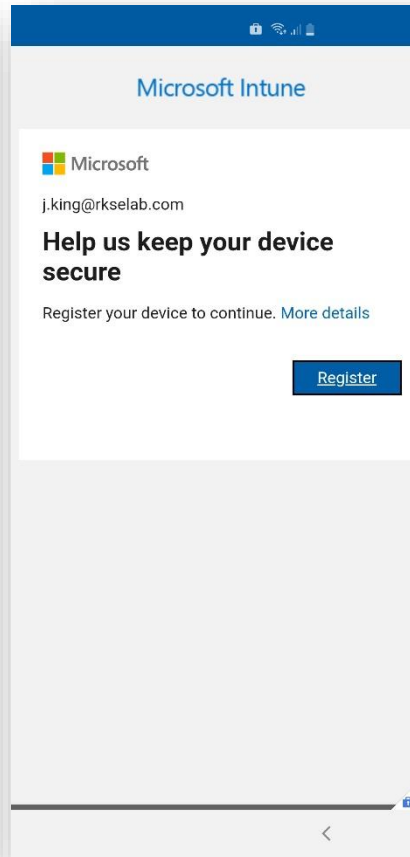 Microsoft Intune
Microsoft
j.king@rkselab.com
Help us keep your device
secure
Register your device to continue. More details
Register